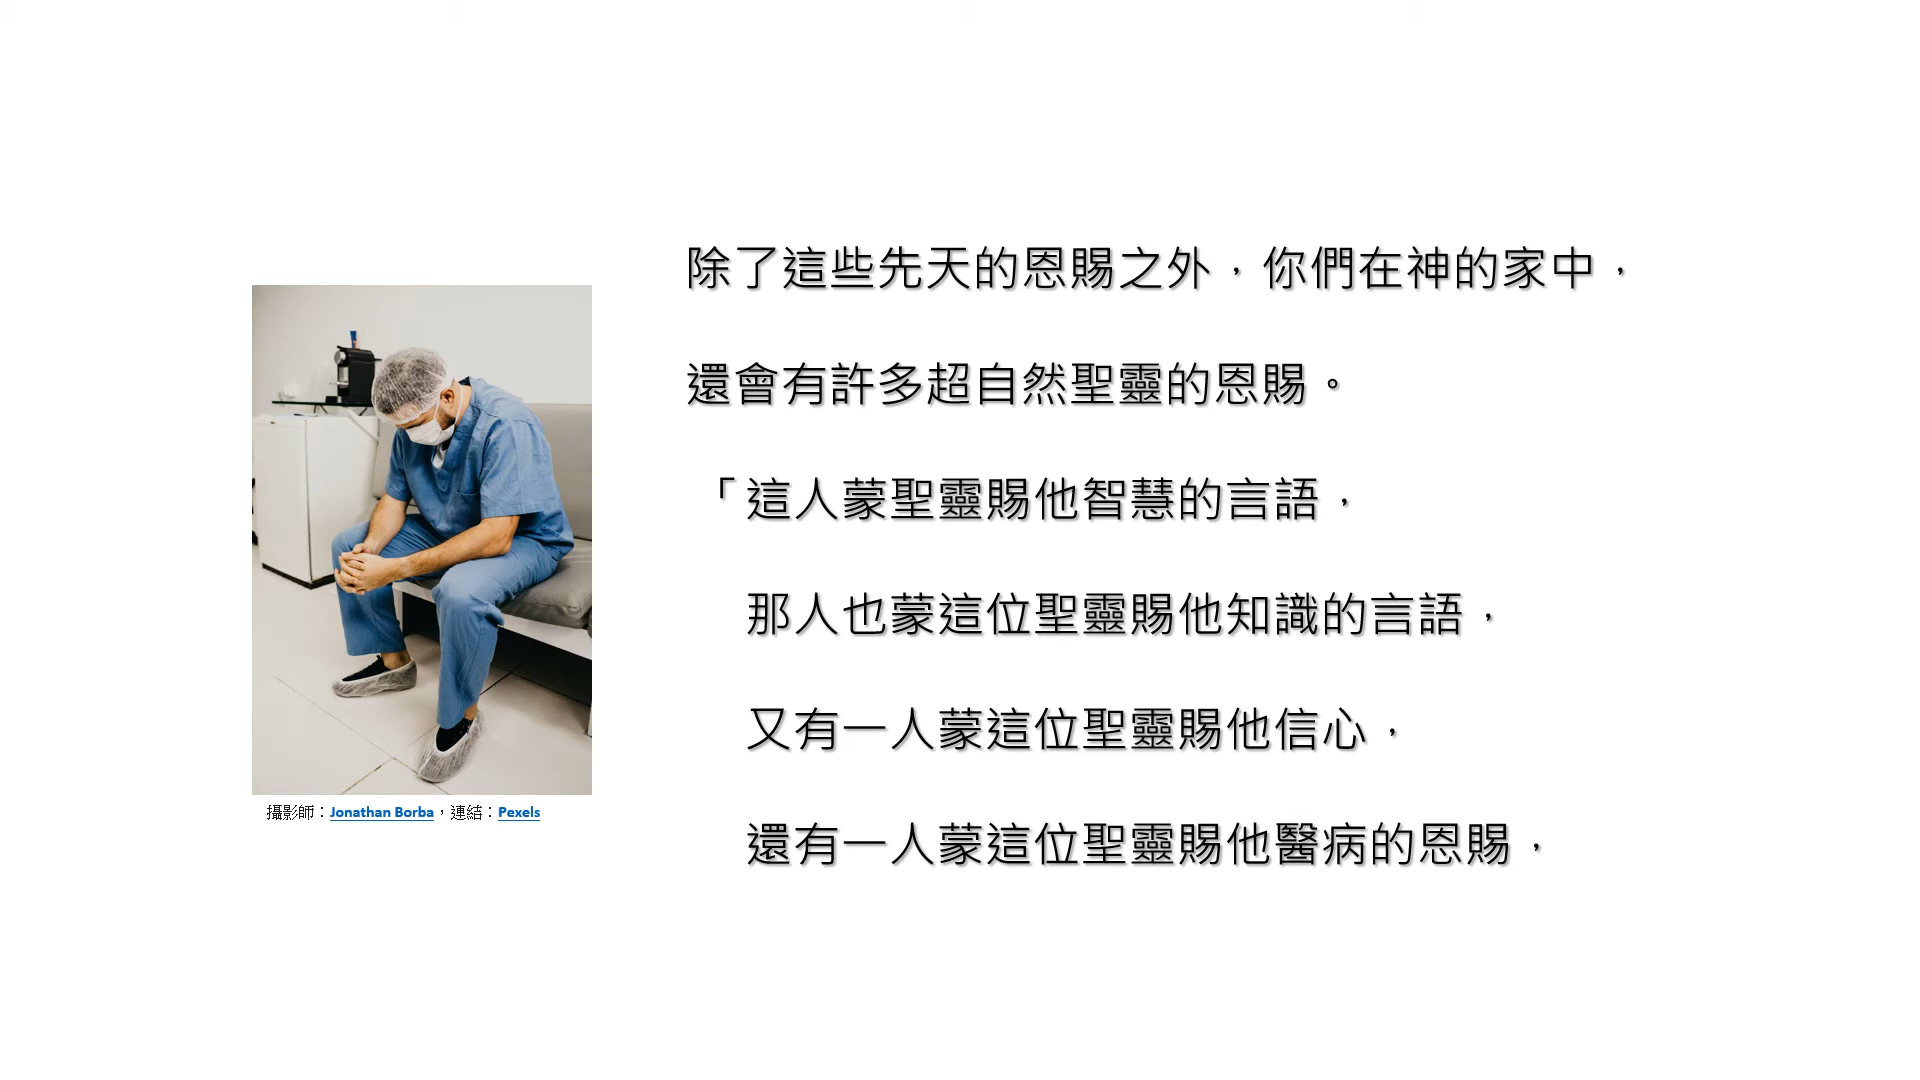 除了這些先天的恩賜之外，你們在神的家中，
還會有許多超自然聖靈的恩賜。
「這人蒙聖靈賜他智慧的言語，
那人也蒙這位聖靈賜他知識的言語，
又有一人蒙這位聖靈賜他信心，
還有一人蒙這位聖靈賜他醫病的恩賜，
攝影師：Jonathan Borba，連結：Pexels